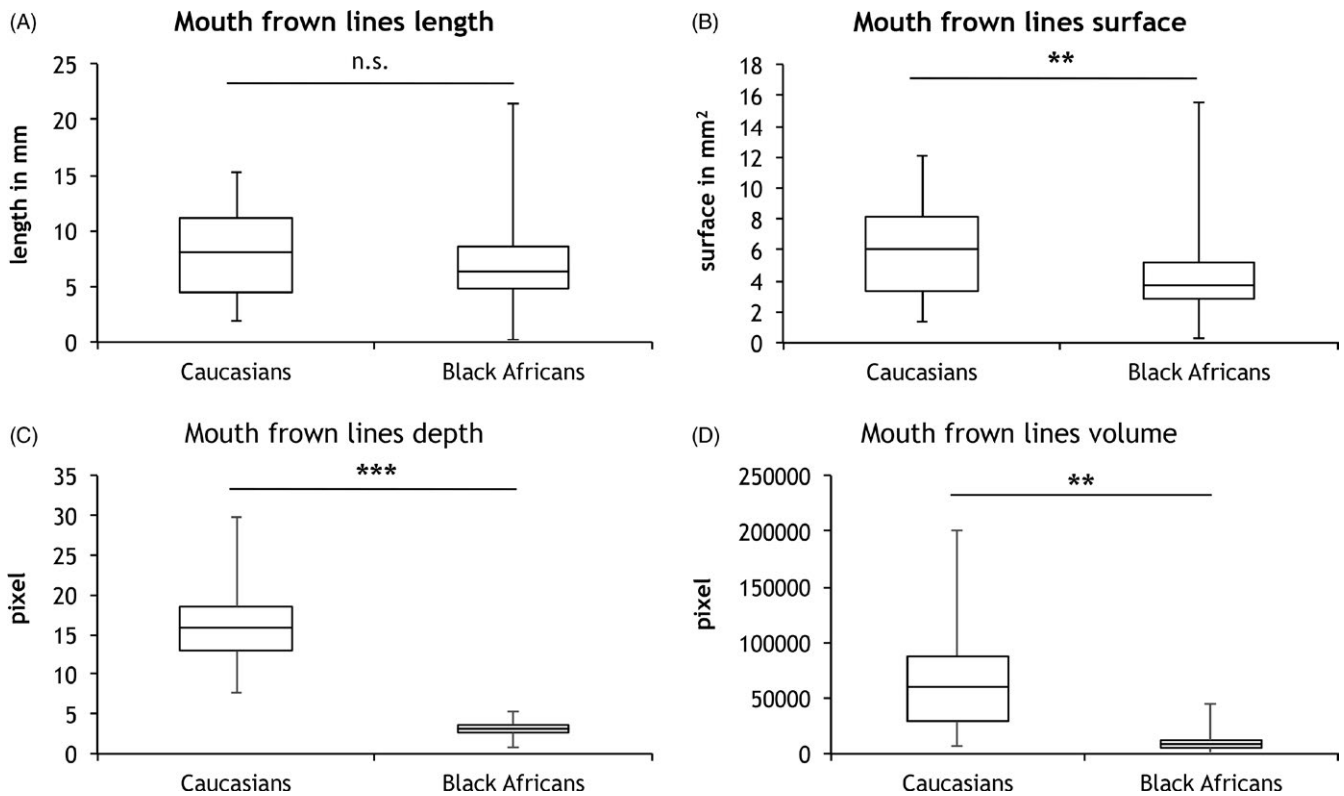 (A)
Mouth frown lines length
n.s.
25
20
15
10
5
0
length in mm
Caucasians
Black Africans
(B)
Mouth frown lines surface
**
18
16
14
12
10
8
6
4
2
0
surface in mm²
Caucasians
Black Africans
(C)
Mouth frown lines depth
***
35
30
25
20
15
10
5
0
pixel
Caucasians
Black Africans
(D)
Mouth frown lines volume
**
250000
200000
150000
100000
50000
0
pixel
Caucasians
Black Africans